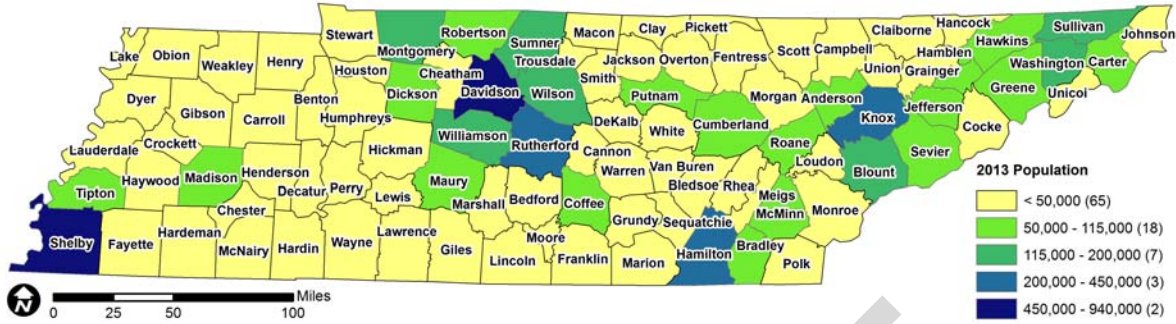 Stewart
Montgomery
Robertson
Sumner
Trousdale
Macon
Clay
Pickett
Scott
Campbell
Claiborne
Hancock
Hawkins
Sullivan
Johnson
Lake
Obion
Weakley
Henry
Houston
Cheatham
Davidson
Wilson
Smith
Jackson
Overton
Fentress
Morgan
Anderson
Union
Grainger
Hamblen
Greene
Washington
Carter
Unicoi
Dyer
Gibson
Carroll
Benton
Humphreys
Dickson
Putnam
Cumberland
Knox
Jefferson
Cocke
Lauderdale
Crockett
Haywood
Madison
Henderson
Decatur
Perry
Hickman
Williamson
Rutherford
Cannon
DeKalb
White
Warren
Van Buren
Bledsoe
Rhea
Roane
Loudon
Blount
Sevier
Tipton
Chester
Lewis
Maury
Marshall
Bedford
Coffee
Grundy
Sequatchie
Meigs
McMinn
Monroe
Shelby
Fayette
Hardeman
McNairy
Hardin
Wayne
Lawrence
Giles
Lincoln
Moore
Franklin
Marion
Hamilton
Bradley
Polk
2013 Population
< 50,000 (65)
50,000 - 115,000 (18)
115,000 - 200,000 (7)
200,000 - 450,000 (3)
450,000 - 940,000 (2)
N
Miles
0 25 50 100